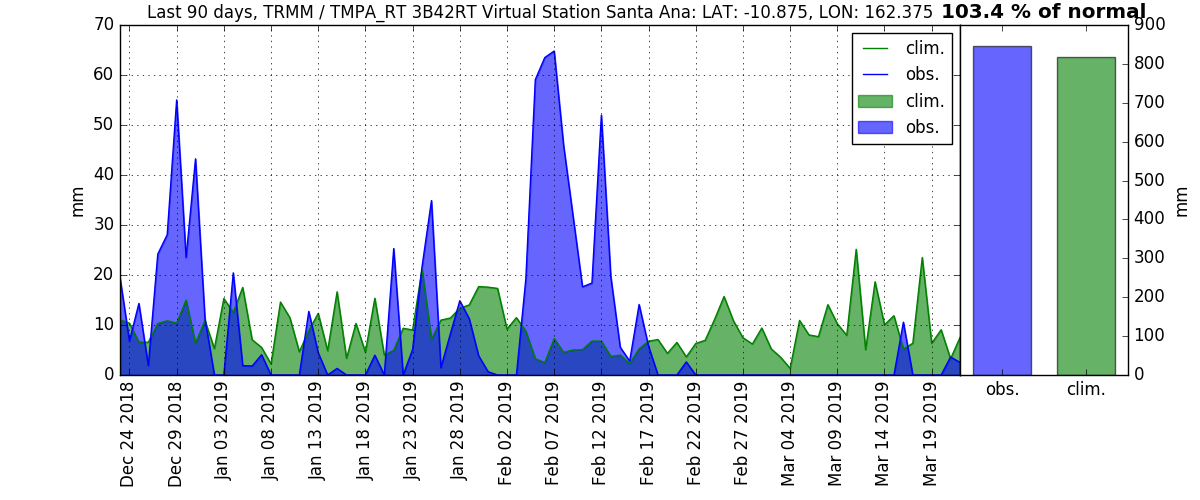 Last 90 days, TRMM / TMPA_RT 3B42RT Virtual Station Santa Ana: LAT: -10.875, LON: 162.375
103.4 % of normal
70
60
50
40
30
20
10
0
mm
clim.
obs.
clim.
obs.
900
800
700
600
500
400
300
200
100
0
mm
Dec 24 2018
Dec 29 2018
Jan 03 2019
Jan 08 2019
Jan 13 2019
Jan 18 2019
Jan 23 2019
Jan 28 2019
Feb 02 2019
Feb 07 2019
Feb 12 2019
Feb 17 2019
Feb 22 2019
Feb 27 2019
Mar 04 2019
Mar 09 2019
Mar 14 2019
Mar 19 2019
obs.
clim.